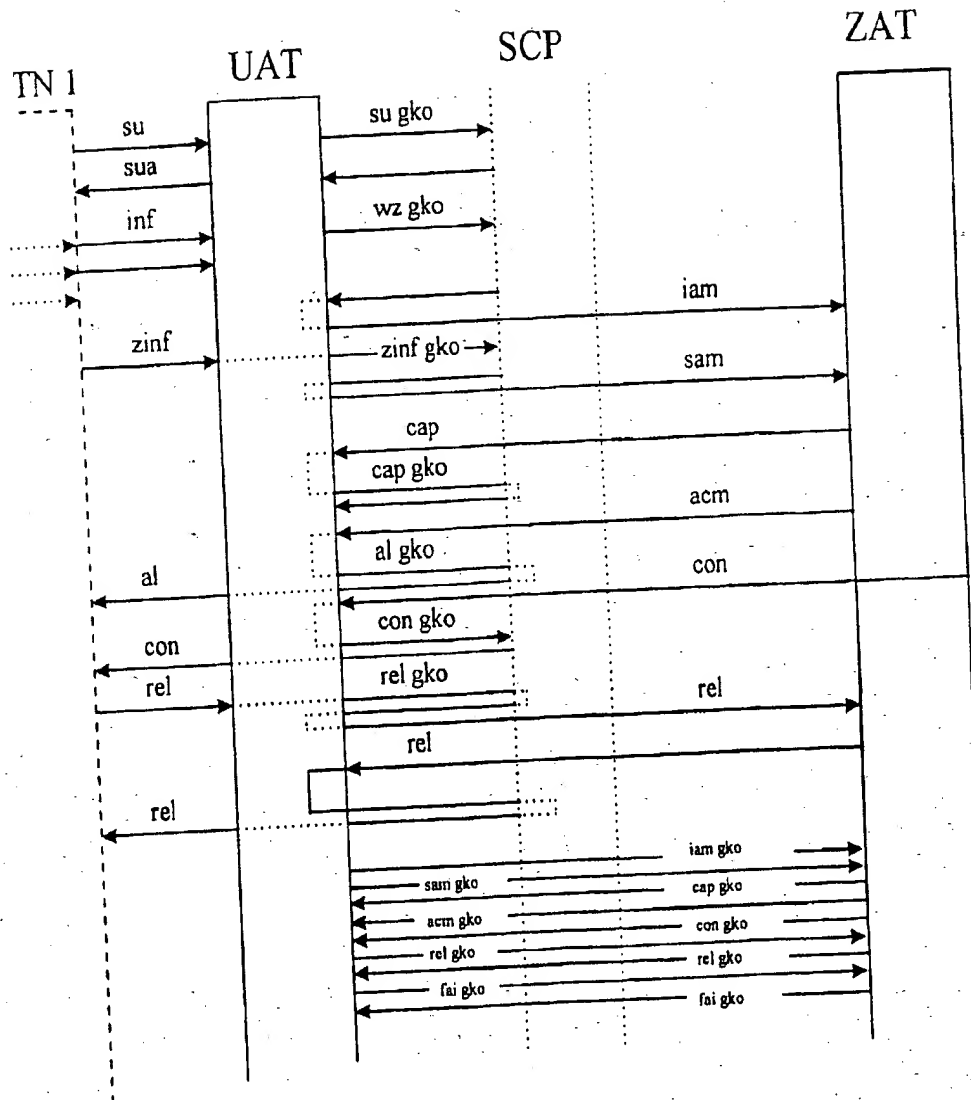 TN 1
UAT
SCP
ZAT
su
su gko
sua
wz gko
inf
iam
zinf
zinf gko
sam
cap
cap gko
acm
al gko
al
con
con gko
con
rel gko
rel
rel
rel
rel
iam gko
sam gko
cap gko
acm gko
con gko
rel gko
rel gko
fai gko
fai gko